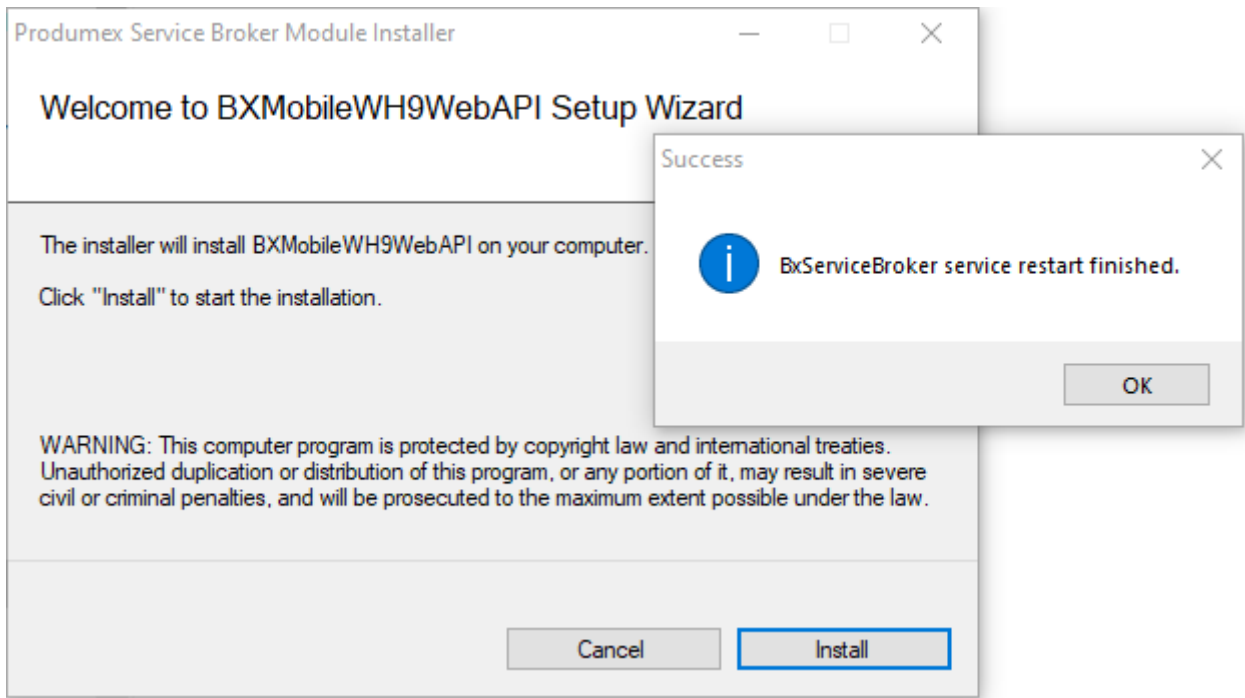 Produmex Service Broker Module Installer
Welcome to BXMobileWH9WebAPI Setup Wizard
Success
The installer will install BXMobileWH9WebAPI on your computer.
BxServiceBroker service restart finished.
Click "Install" to start the installation.
OK
WARNING: This computer program is protected by copyright law and international treaties.
Unauthorized duplication or distribution of this program, or any portion of it, may result in severe
civil or criminal penalties, and will be prosecuted to the maximum extent possible under the law.
Cancel
Install